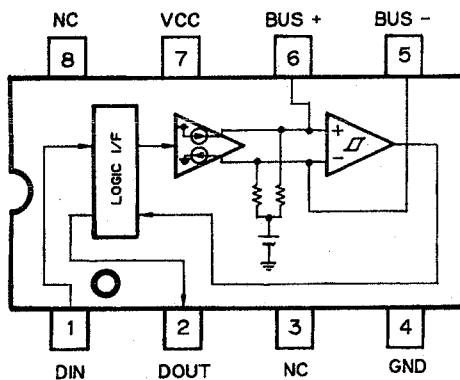 NC VCC BUS + BUS -
8 7 6 5
LOGIC I/F
+
-
1 2 3 4
DIN DOUT NC GND